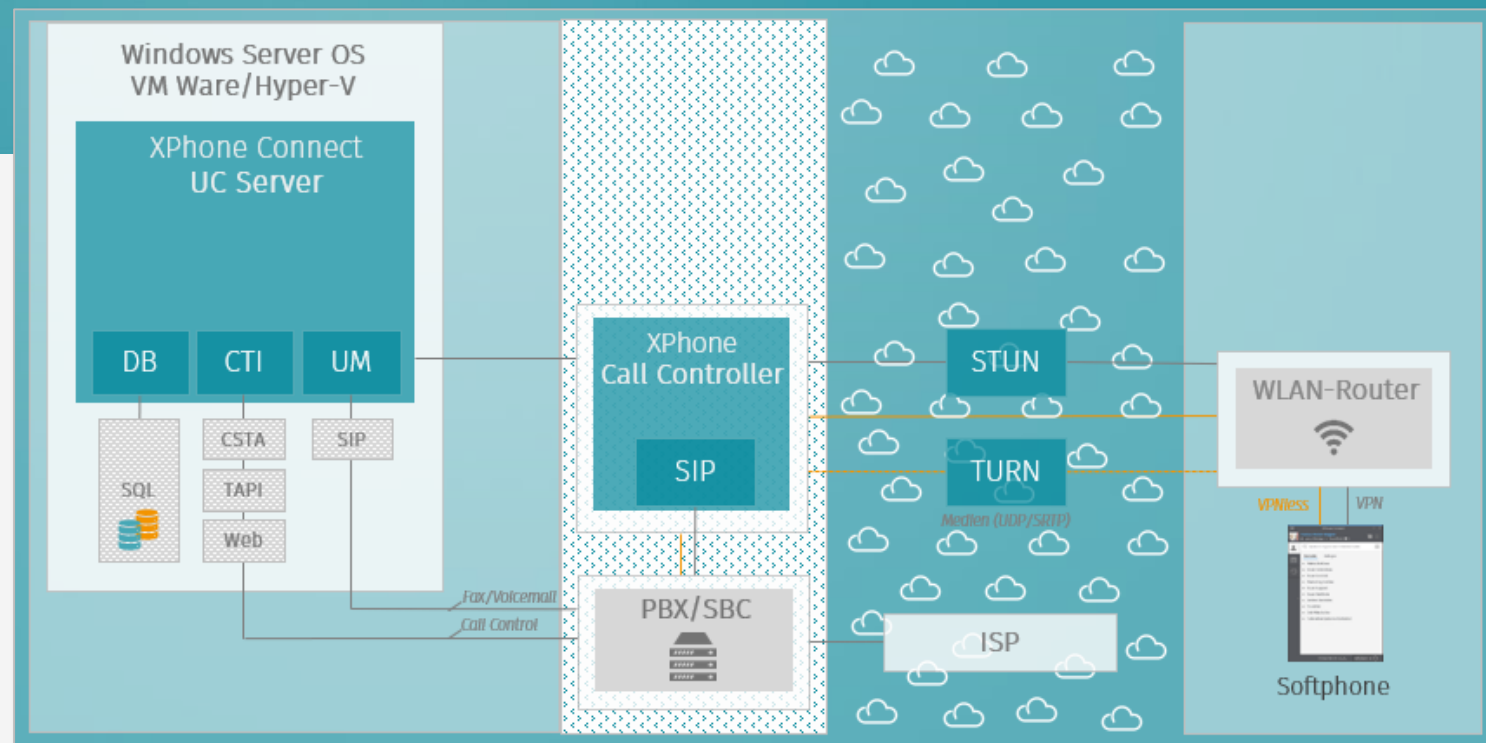 Windows Server OS
VM Ware/Hyper-V
XPhone Connect
UC Server
DB
CTI
UM
SQL
CSTA
TAPI
Web
SIP
Fax/Voicemail
Call Control
XPhone
Call Controller
SIP
PBX/SBC
STUN
TURN
Medien (UDP/SRTP)
ISP
WLAN-Router
VPNless
VPN
Softphone